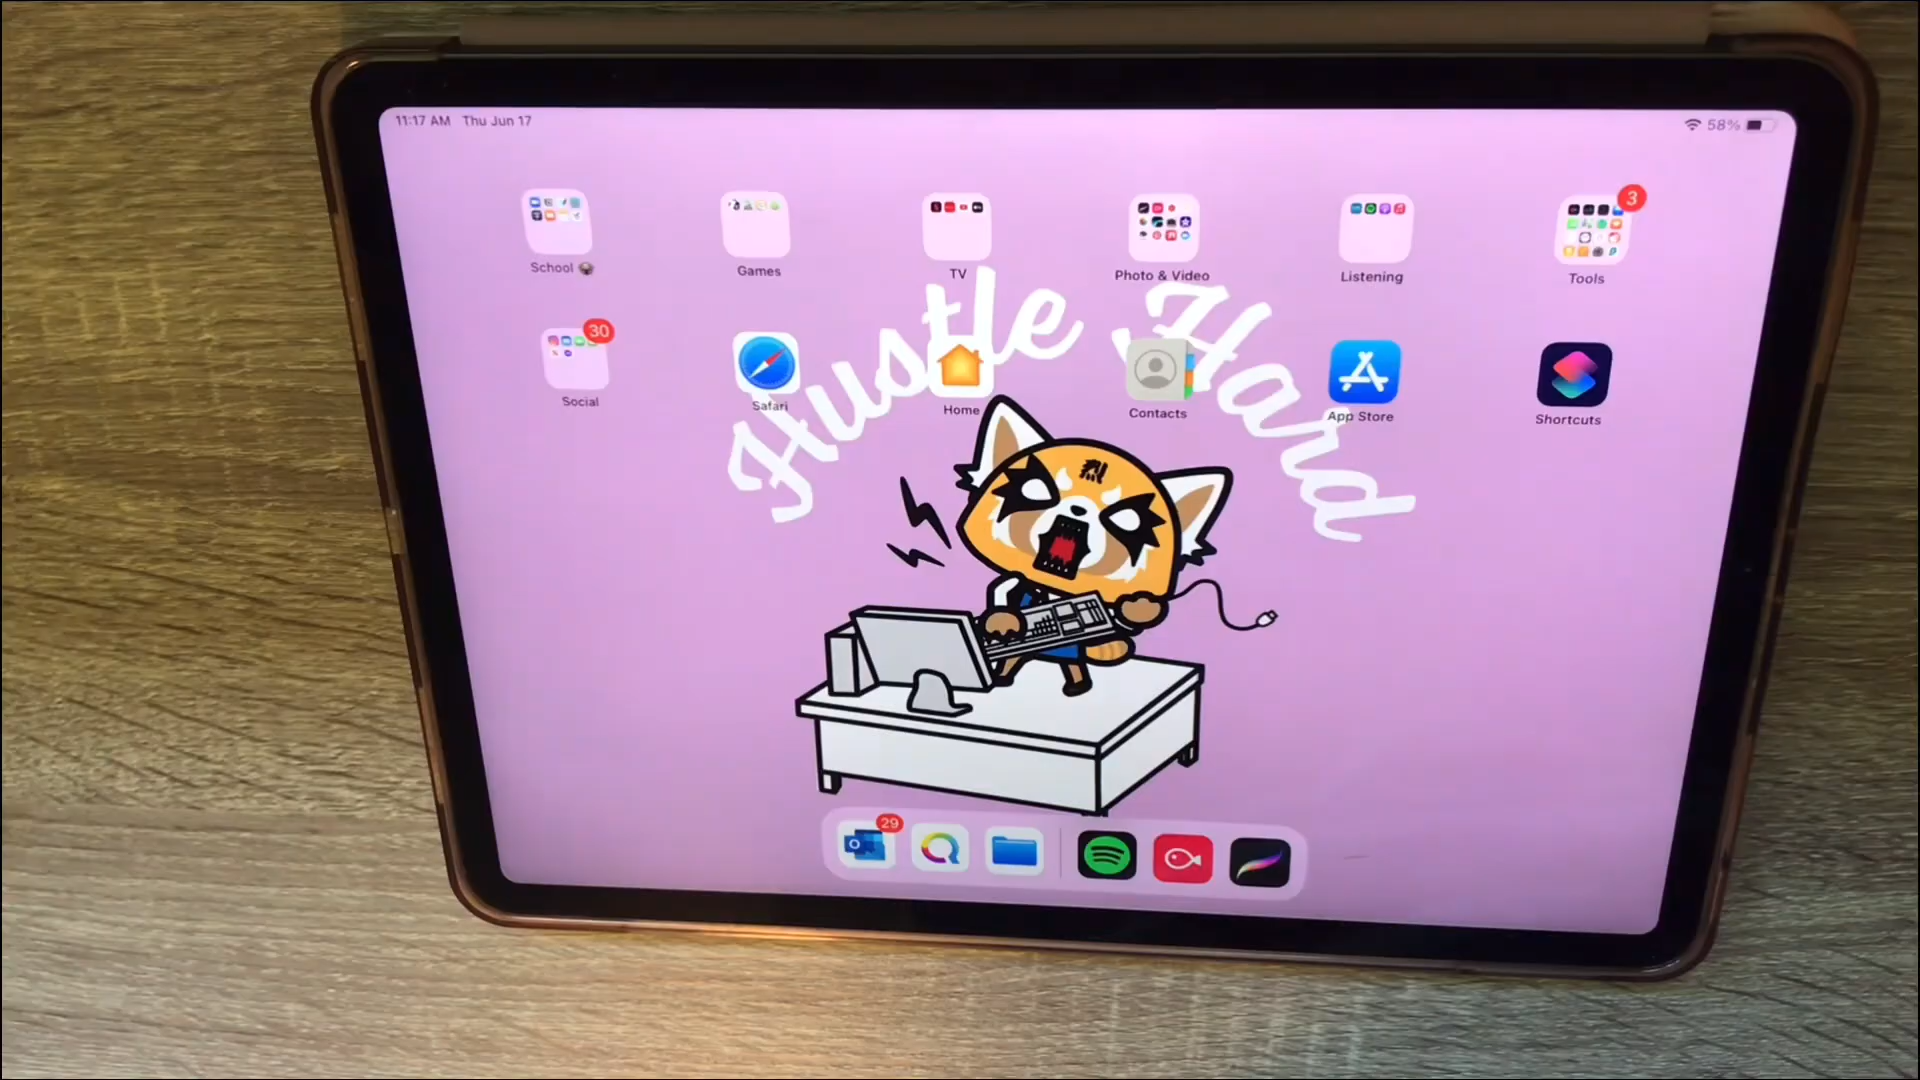 11:17 AM Thu Jun 17
58%
3
School
Games
TV
Photo & Video
Listening
Tools
30
Social
Safari
Home
Contacts
App Store
Shortcuts
Hustle Hard
烈
29